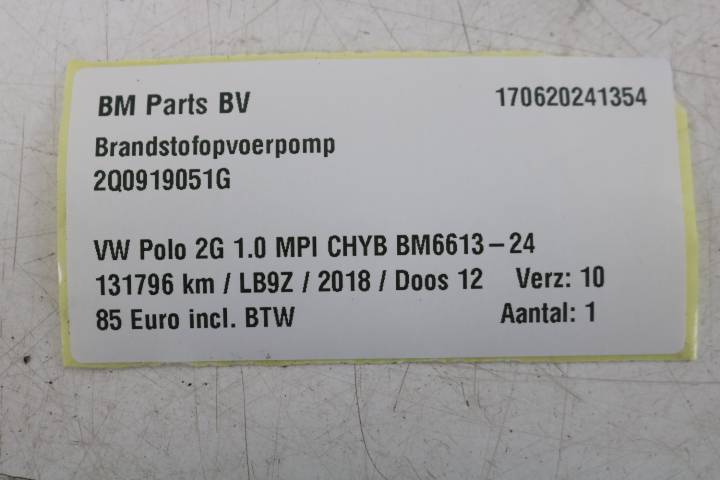 BM Parts BV 170620241354
Brandstofopvoerpomp
2Q0919051G
VW Polo 2G 1.0 MPI CHYB BM6613-24
131796 km / LB9Z / 2018 / Doos 12 Verz: 10
85 Euro incl. BTW Aantal: 1